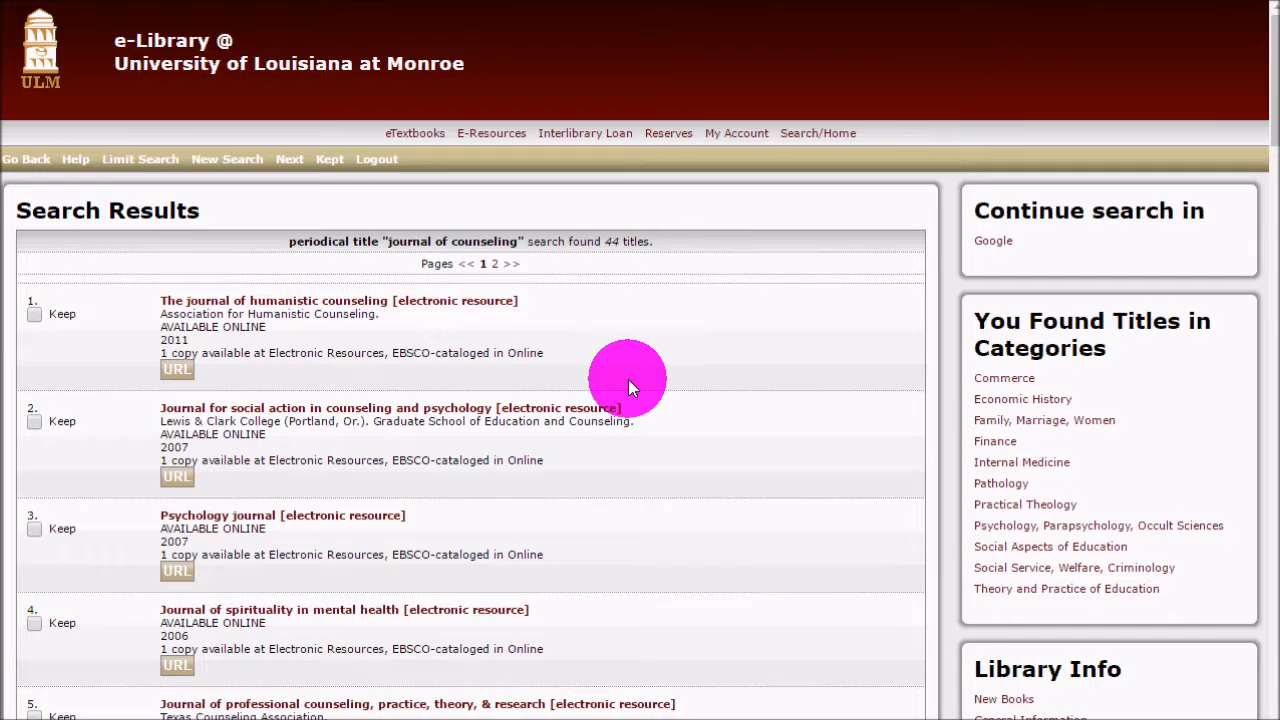 e-Library @
University of Louisiana at Monroe
ULM
eTextbooks E-Resources Interlibrary Loan Reserves My Account Search/Home
Go Back Help Limit Search New Search Next Kept Logout
Search Results
periodical title "journal of counseling" search found 44 titles.
Pages << 1 2 >>
1.
Keep
The journal of humanistic counseling [electronic resource]
Association for Humanistic Counseling.
AVAILABLE ONLINE
2011
1 copy available at Electronic Resources, EBSCO-cataloged in Online
URL
2.
Keep
Journal for social action in counseling and psychology [electronic resource]
Lewis & Clark College (Portland, Or.). Graduate School of Education and Counseling.
AVAILABLE ONLINE
2007
1 copy available at Electronic Resources, EBSCO-cataloged in Online
URL
3.
Keep
Psychology journal [electronic resource]
AVAILABLE ONLINE
2007
1 copy available at Electronic Resources, EBSCO-cataloged in Online
URL
4.
Keep
Journal of spirituality in mental health [electronic resource]
AVAILABLE ONLINE
2006
1 copy available at Electronic Resources, EBSCO-cataloged in Online
URL
5.
Keep
Journal of professional counseling, practice, theory, & research [electronic resource]
Texas Counseling Association.
Continue search in
Google
You Found Titles in
Categories
Commerce
Economic History
Family, Marriage, Women
Finance
Internal Medicine
Pathology
Practical Theology
Psychology, Parapsychology, Occult Sciences
Social Aspects of Education
Social Service, Welfare, Criminology
Theory and Practice of Education
Library Info
New Books
General Information